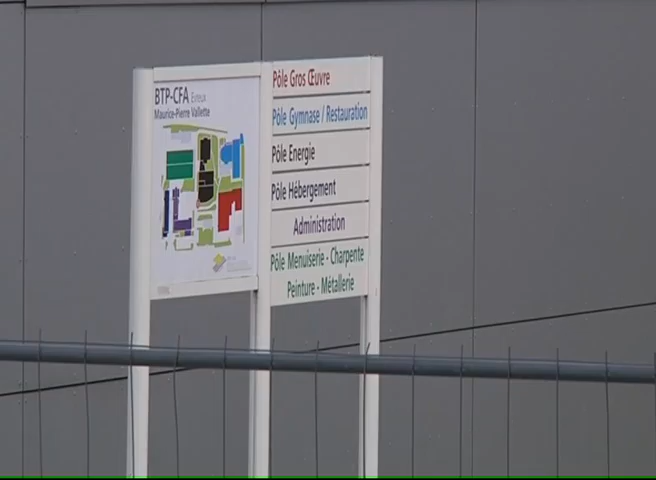 BTP-CFA Evreux
Maurice-Pierre Vallette
Pôle Gros Œuvre
Pôle Gymnase / Restauration
Pôle Energie
Pôle Hébergement
Administration
Pôle Menuiserie - Charpente
Peinture - Métallerie